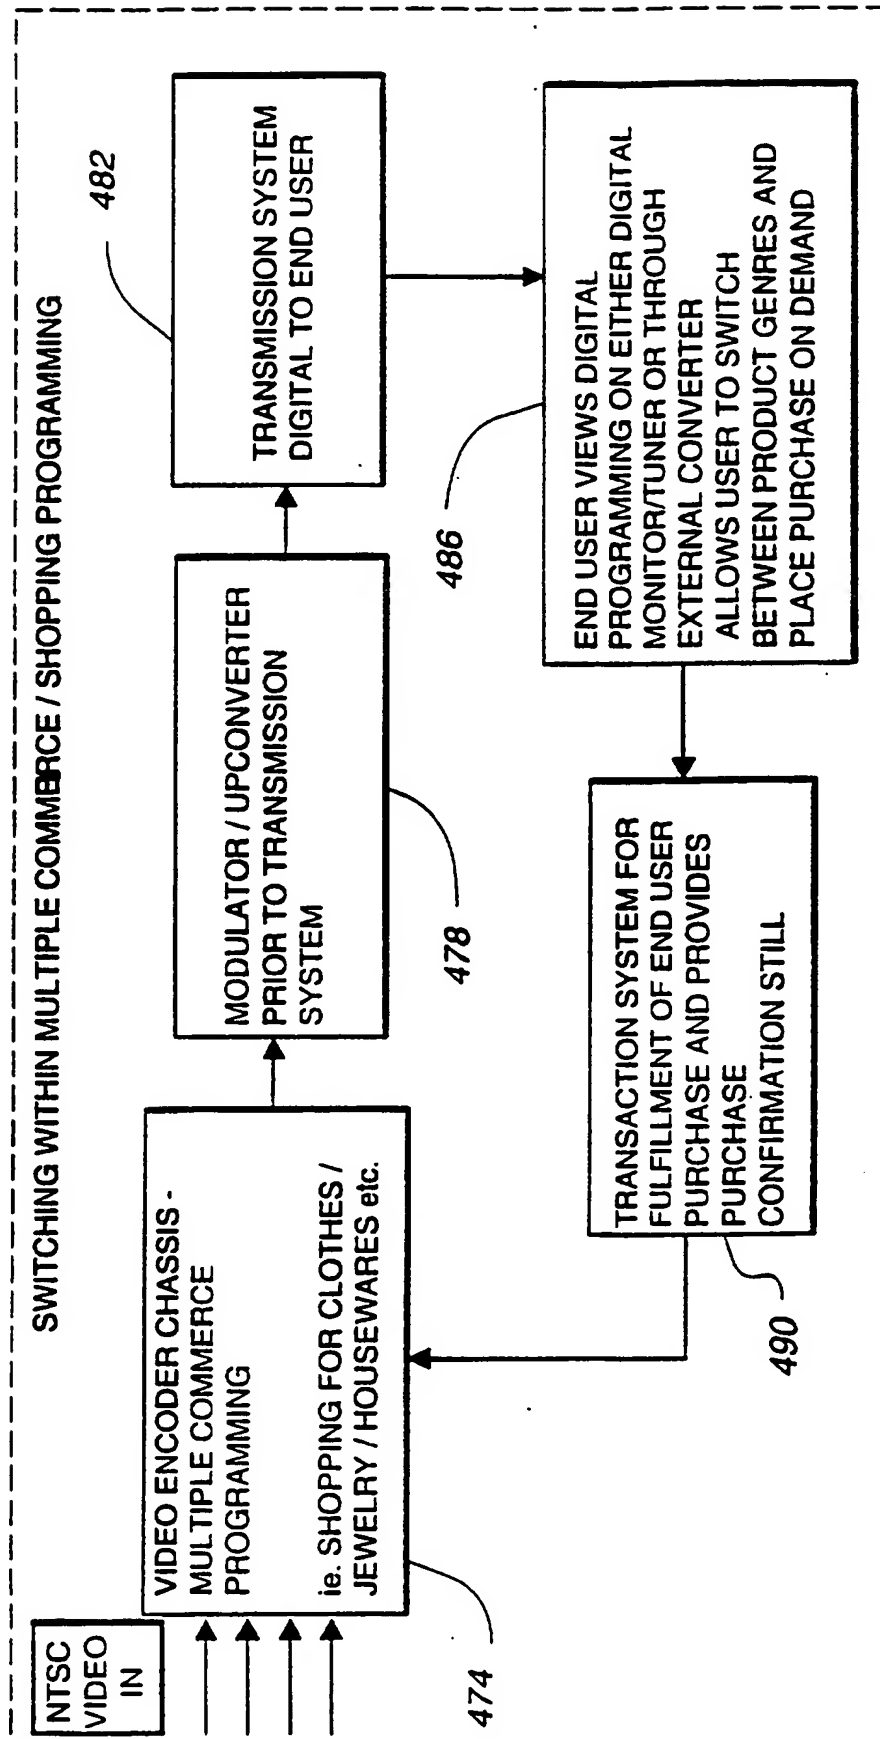 SWITCHING WITHIN MULTIPLE COMMERCE / SHOPPING PROGRAMMING
NTSC
VIDEO
IN
VIDEO ENCODER CHASSIS -
MULTIPLE COMMERCE
PROGRAMMING
ie. SHOPPING FOR CLOTHES /
JEWELRY / HOUSEWARES etc.
474
MODULATOR / UPCONVERTER
PRIOR TO TRANSMISSION
SYSTEM
478
TRANSMISSION SYSTEM
DIGITAL TO END USER
482
END USER VIEWS DIGITAL
PROGRAMMING ON EITHER DIGITAL
MONITOR/TUNER OR THROUGH
EXTERNAL CONVERTER
ALLOWS USER TO SWITCH
BETWEEN PRODUCT GENRES AND
PLACE PURCHASE ON DEMAND
486
TRANSACTION SYSTEM FOR
FULFILLMENT OF END USER
PURCHASE AND PROVIDES
PURCHASE
CONFIRMATION STILL
490